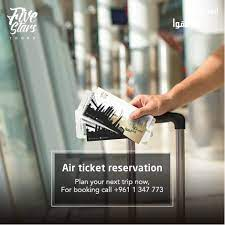 Five
Stars
TOURS
Air ticket reservation
Plan your next trip now,
For booking call +961 1 347 773